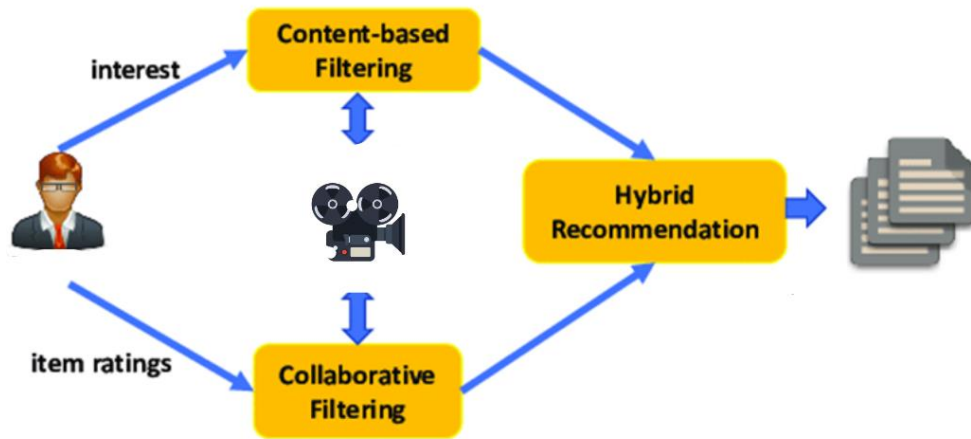 Content-based
Filtering
interest
Hybrid
Recommendation
item ratings
Collaborative
Filtering